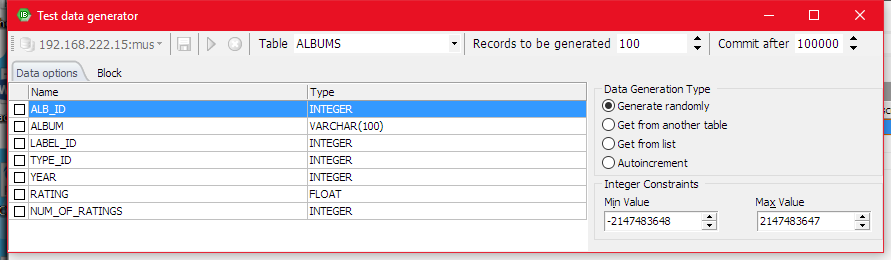 Test data generator
192.168.222.15:mus Table ALBUMS Records to be generated 100 Commit after 100000
Data options Block
Name Type
ALB_ID INTEGER
ALBUM VARCHAR(100)
LABEL_ID INTEGER
TYPE_ID INTEGER
YEAR INTEGER
RATING FLOAT
NUM_OF_RATINGS INTEGER
Data Generation Type
Generate randomly
Get from another table
Get from list
Autoincrement
Integer Constraints
Min Value Max Value
-2147483648 2147483647